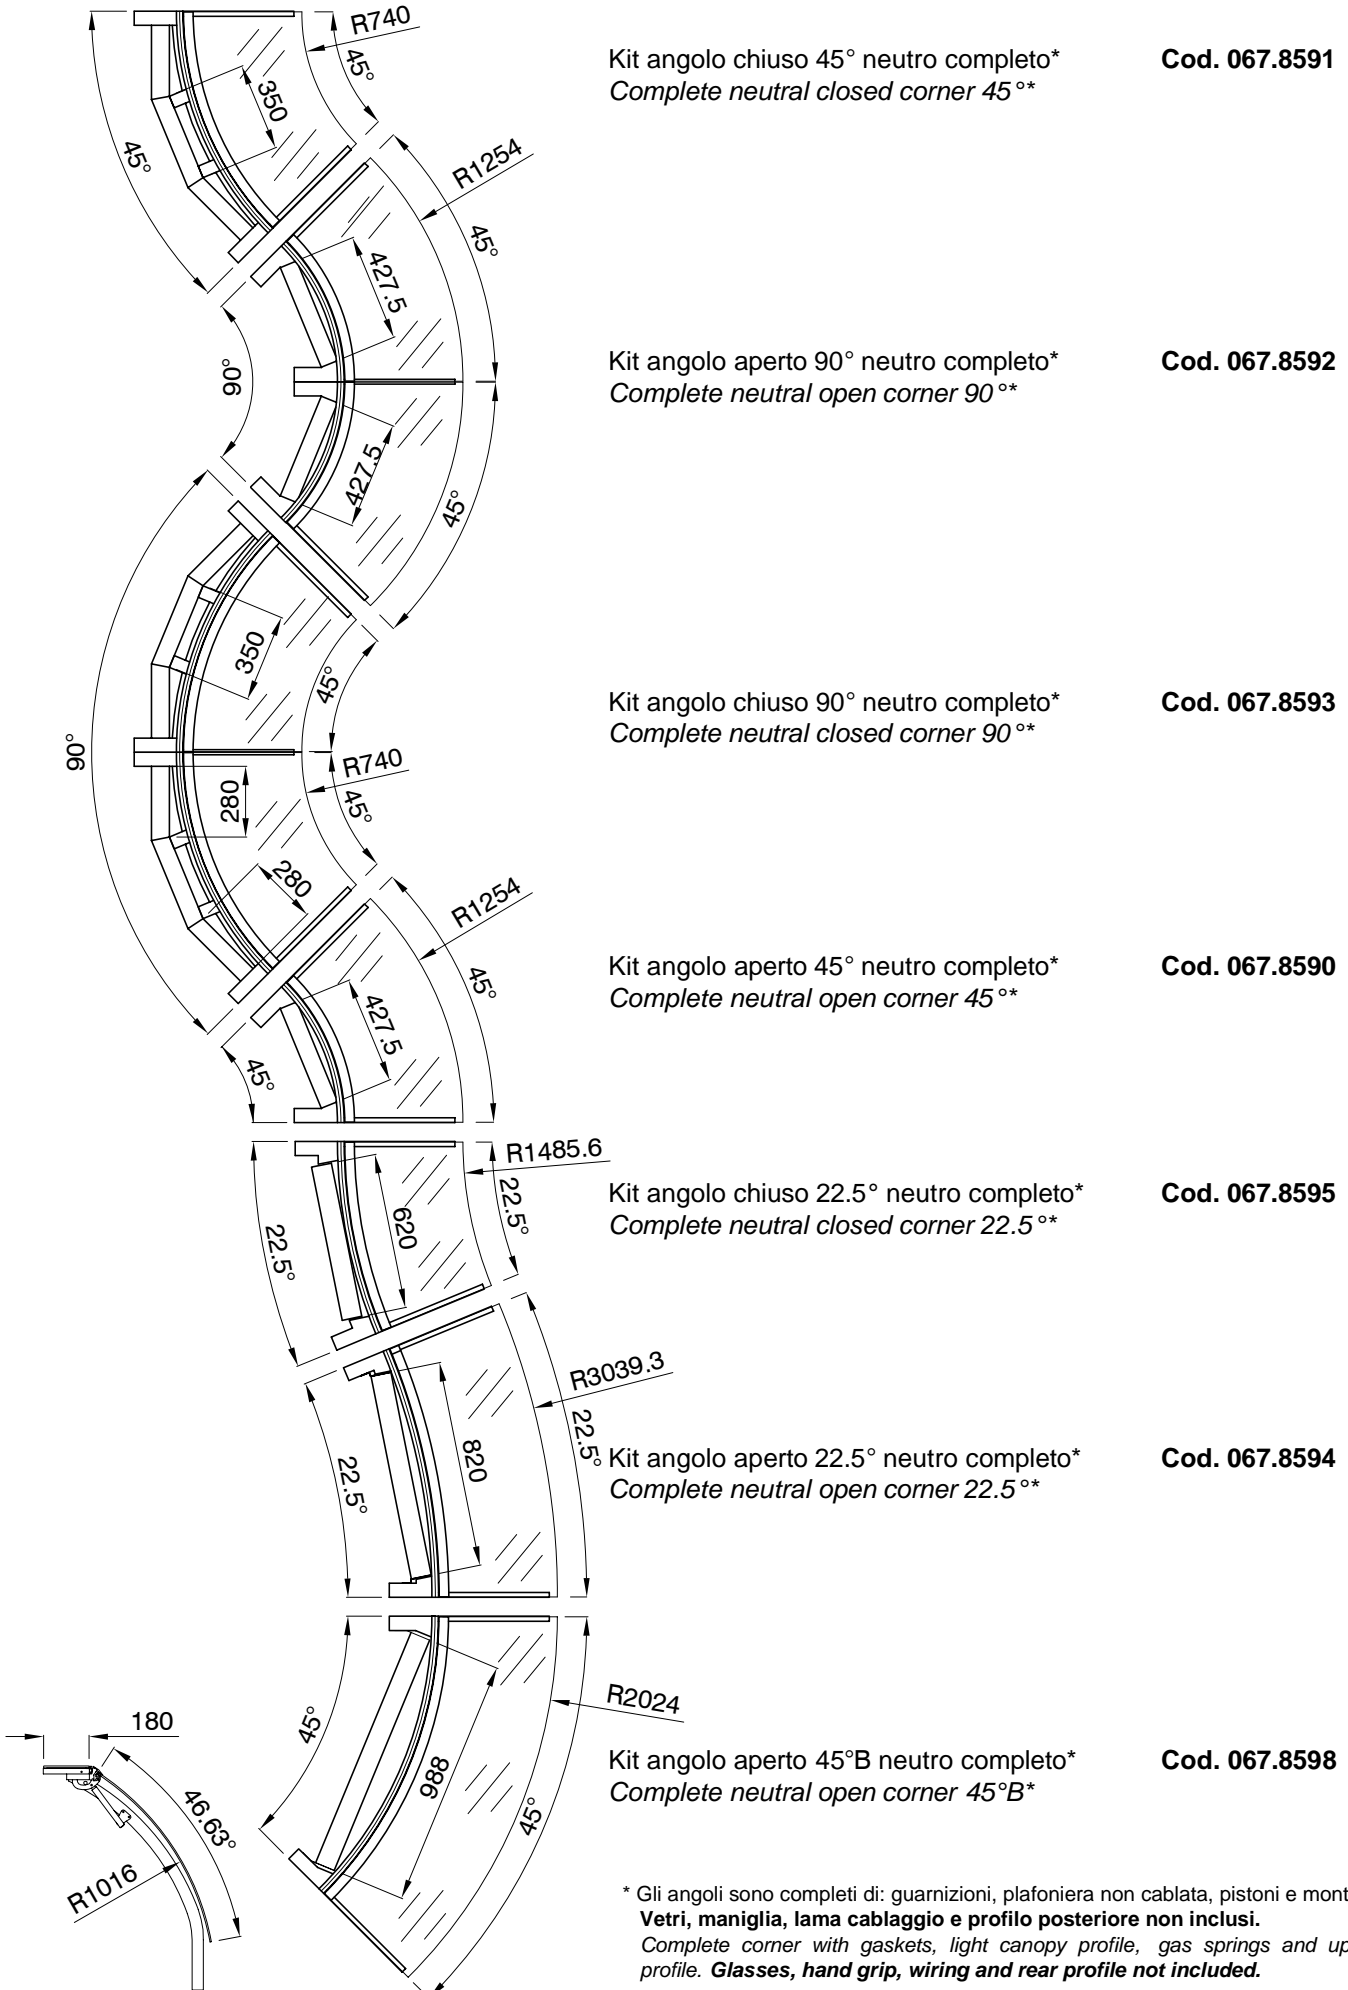 R740
45°
350
45°
Kit angolo chiuso 45° neutro completo*
Cod. 067.8591
Complete neutral closed corner 45°*
R1254
45°
427.5
90°
Kit angolo aperto 90° neutro completo*
Cod. 067.8592
Complete neutral open corner 90°*
427.5
45°
350
45°
90°
Kit angolo chiuso 90° neutro completo*
Cod. 067.8593
Complete neutral closed corner 90°*
R740
280
45°
280
R1254
45°
Kit angolo aperto 45° neutro completo*
Cod. 067.8590
Complete neutral open corner 45°*
427.5
45°
R1485.6
22.5°
620
22.5°
Kit angolo chiuso 22.5° neutro completo*
Cod. 067.8595
Complete neutral closed corner 22.5°*
R3039.3
22.5°
820
22.5°
Kit angolo aperto 22.5° neutro completo*
Cod. 067.8594
Complete neutral open corner 22.5°*
R2024
45°
988
45°
Kit angolo aperto 45°B neutro completo*
Cod. 067.8598
Complete neutral open corner 45°B*
180
46.63°
R1016
* Gli angoli sono completi di: guarnizioni, plafoniera non cablata, pistoni e mont
Vetri, maniglia, lama cablaggio e profilo posteriore non inclusi.
Complete corner with gaskets, light canopy profile, gas springs and up
profile. Glasses, hand grip, wiring and rear profile not included.